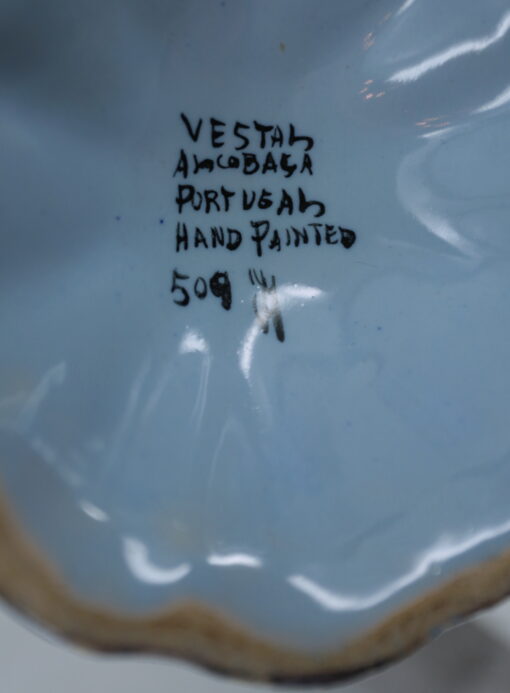 VESTAL
ALCOBAÇA
PORTUGAL
HAND PAINTED
509